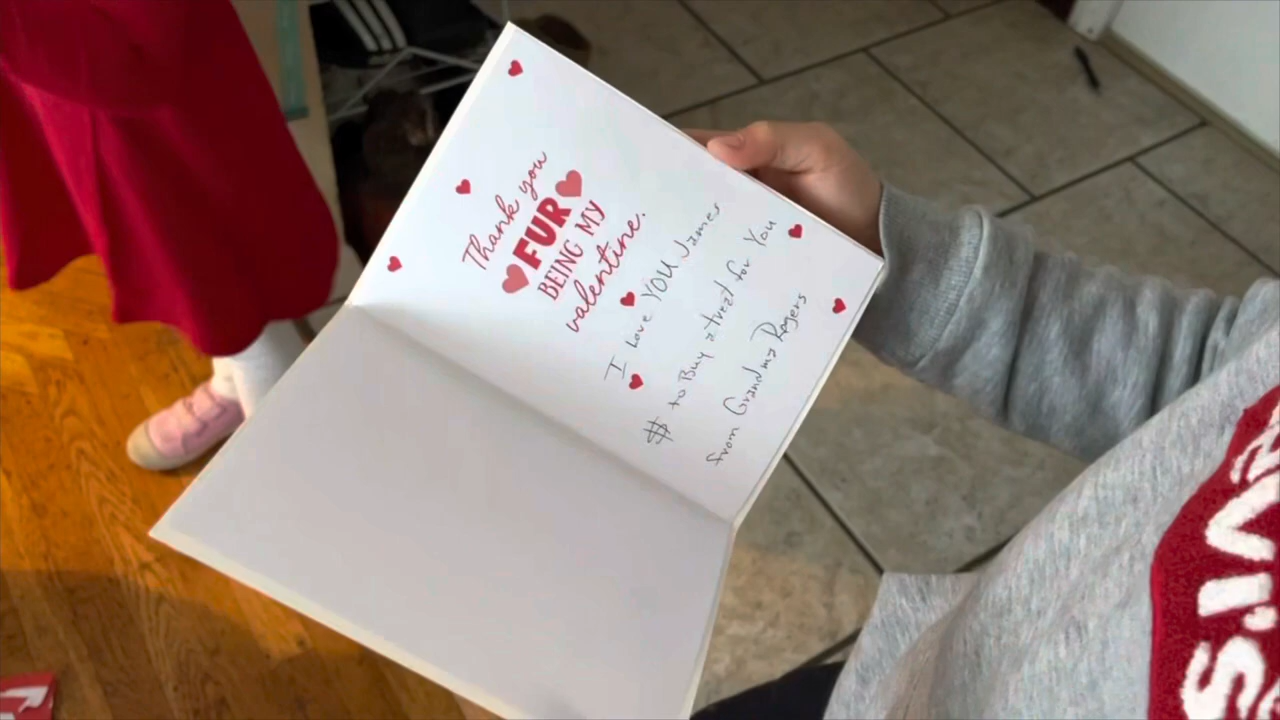 Thank you
FUR
BEING MY
valentine.
I Love YOU James
$ to Buy a treat for You
from Grandma Rogers